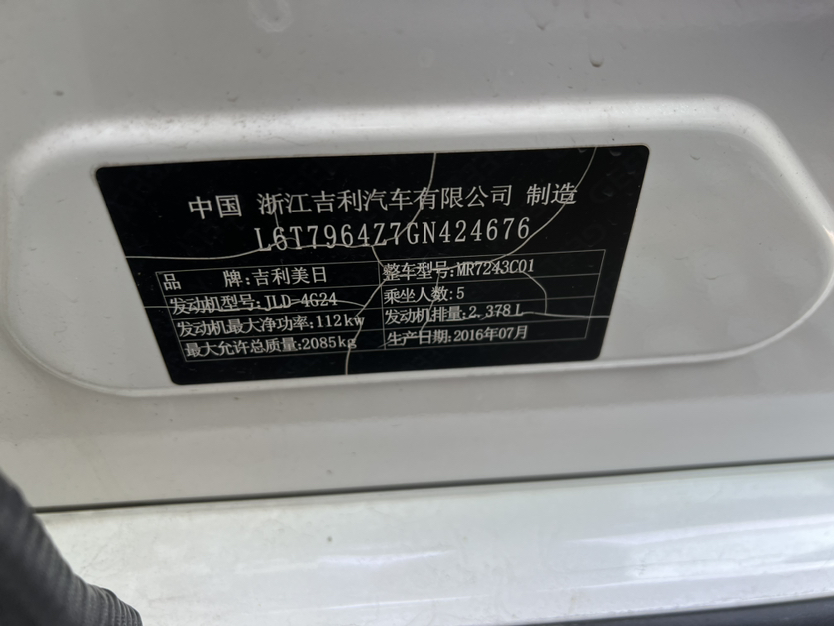 中国 浙江吉利汽车有限公司 制造
L6T7964Z7GN424676
品 牌:吉利美日 整车型号:MR7243C01
发动机型号:JLD-4G24 乘坐人数:5
发动机最大净功率:112kw 发动机排量:2.378L
最大允许总质量:2085kg 生产日期:2016年07月